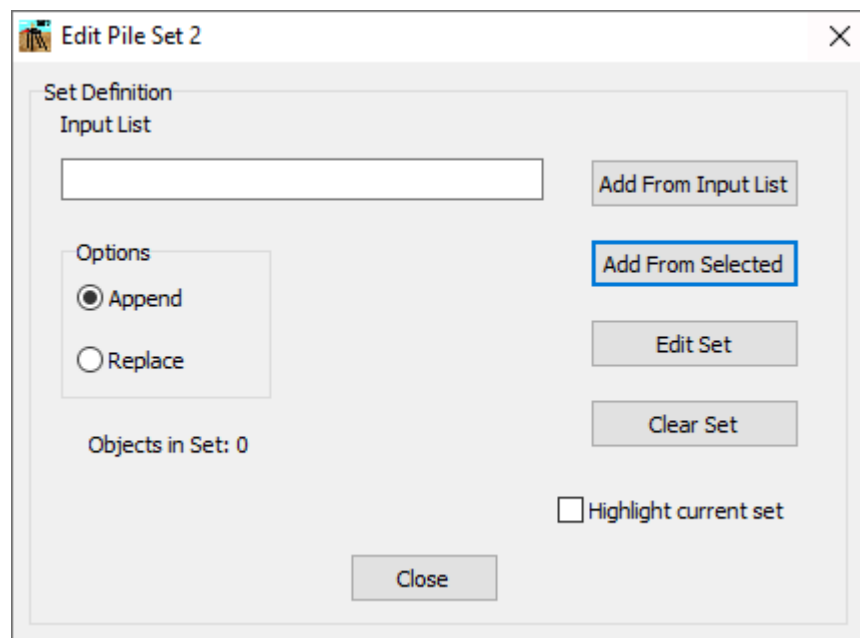 Edit Pile Set 2
Set Definition
Input List
Add From Input List
Options
Add From Selected
Append
Edit Set
Replace
Clear Set
Objects in Set: 0
Highlight current set
Close